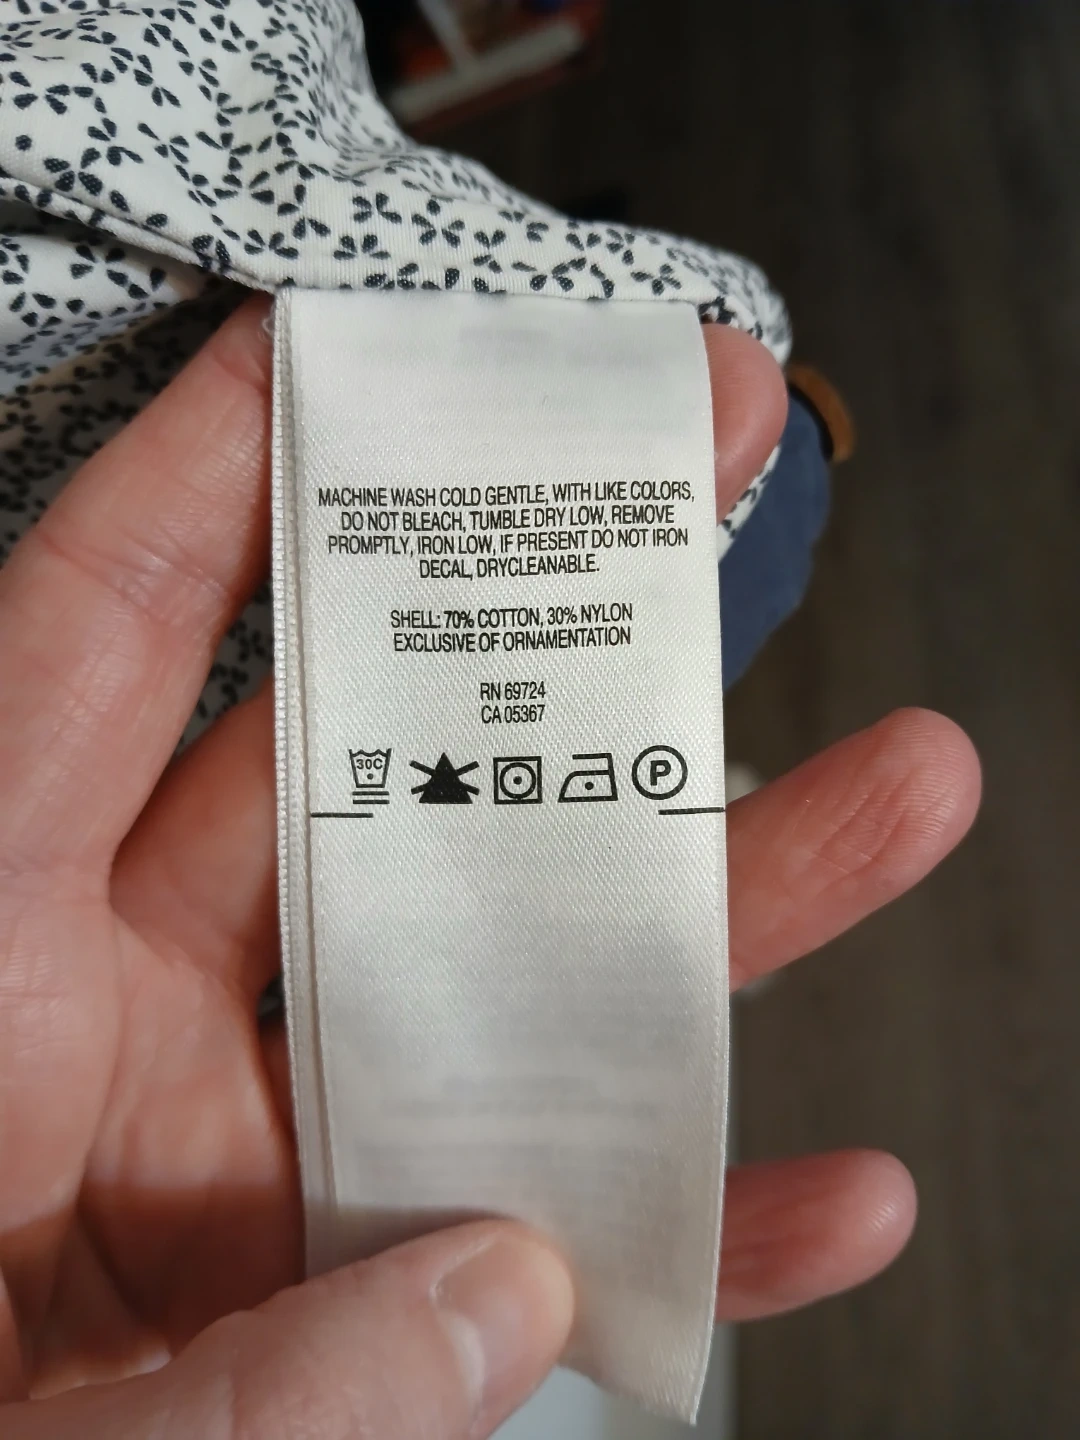 MACHINE WASH COLD GENTLE, WITH LIKE COLORS,
DO NOT BLEACH, TUMBLE DRY LOW, REMOVE
PROMPTLY, IRON LOW, IF PRESENT DO NOT IRON
DECAL, DRYCLEANABLE.
SHELL: 70% COTTON, 30% NYLON
EXCLUSIVE OF ORNAMENTATION
RN 69724
CA 05367
30C P